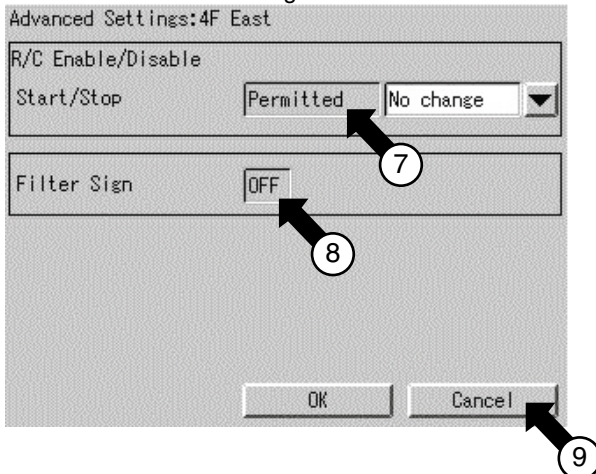 Advanced Settings:4F East
R/C Enable/Disable
Start/Stop Permitted No change
7
Filter Sign OFF
8
OK Cancel
9